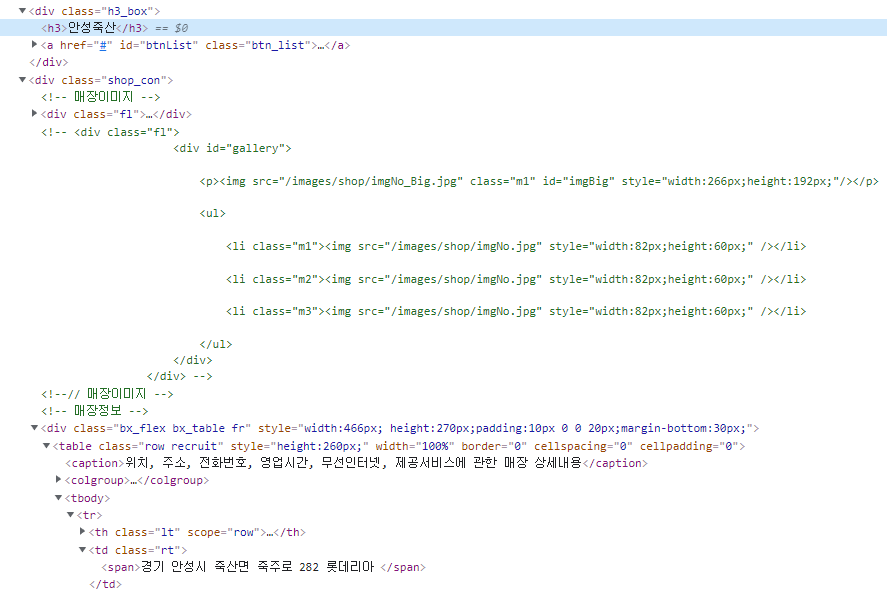 ▼<div class="h3_box">
<h3>안성죽산</h3> == $0
▶<a href="#" id="btnList" class="btn_list">…</a>
</div>
▼<div class="shop_con">
<!-- 매장이미지 -->
▶<div class="fl">…</div>
<!-- <div class="fl">
<div id="gallery">
<p><img src="/images/shop/imgNo_Big.jpg" class="m1" id="imgBig" style="width:266px;height:192px;"/></p>
<ul>
<li class="m1"><img src="/images/shop/imgNo.jpg" style="width:82px;height:60px;" /></li>
<li class="m2"><img src="/images/shop/imgNo.jpg" style="width:82px;height:60px;" /></li>
<li class="m3"><img src="/images/shop/imgNo.jpg" style="width:82px;height:60px;" /></li>
</ul>
</div>
</div> -->
<!--// 매장이미지 -->
<!-- 매장정보 -->
▼<div class="bx_flex bx_table fr" style="width:466px; height:270px;padding:10px 0 0 20px;margin-bottom:30px;">
▼<table class="row recruit" style="height:260px;" width="100%" border="0" cellspacing="0" cellpadding="0">
<caption>위치, 주소, 전화번호, 영업시간, 무선인터넷, 제공서비스에 관한 매장 상세내용</caption>
▶<colgroup>…</colgroup>
▼<tbody>
▼<tr>
▶<th class="lt" scope="row">…</th>
▼<td class="rt">
<span>경기 안성시 죽산면 죽주로 282 롯데리아 </span>
</td>